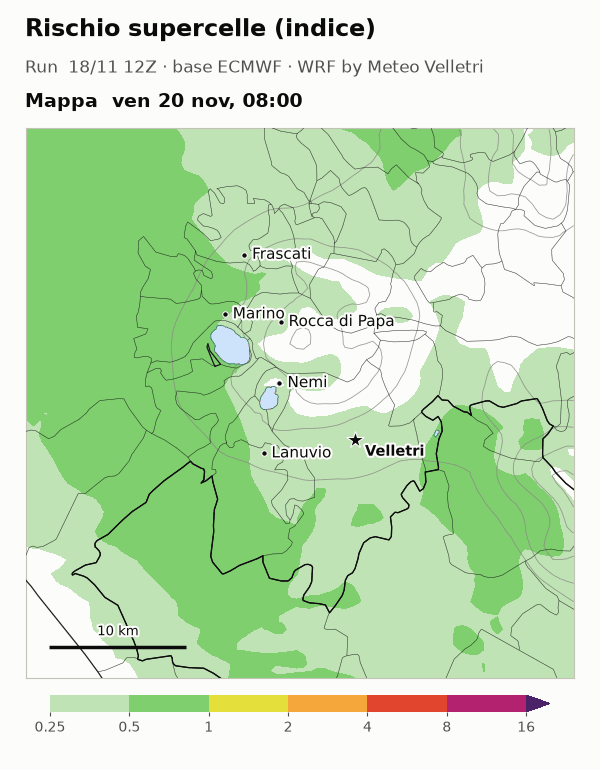 Rischio supercelle (indice)
Run  18/11 12Z · base ECMWF · WRF by Meteo Velletri
Mappa  ven 20 nov, 08:00
Frascati
Marino
Rocca di Papa
Nemi
Velletri
Lanuvio
10 km
0.25 0.5 1 2 4 8 16